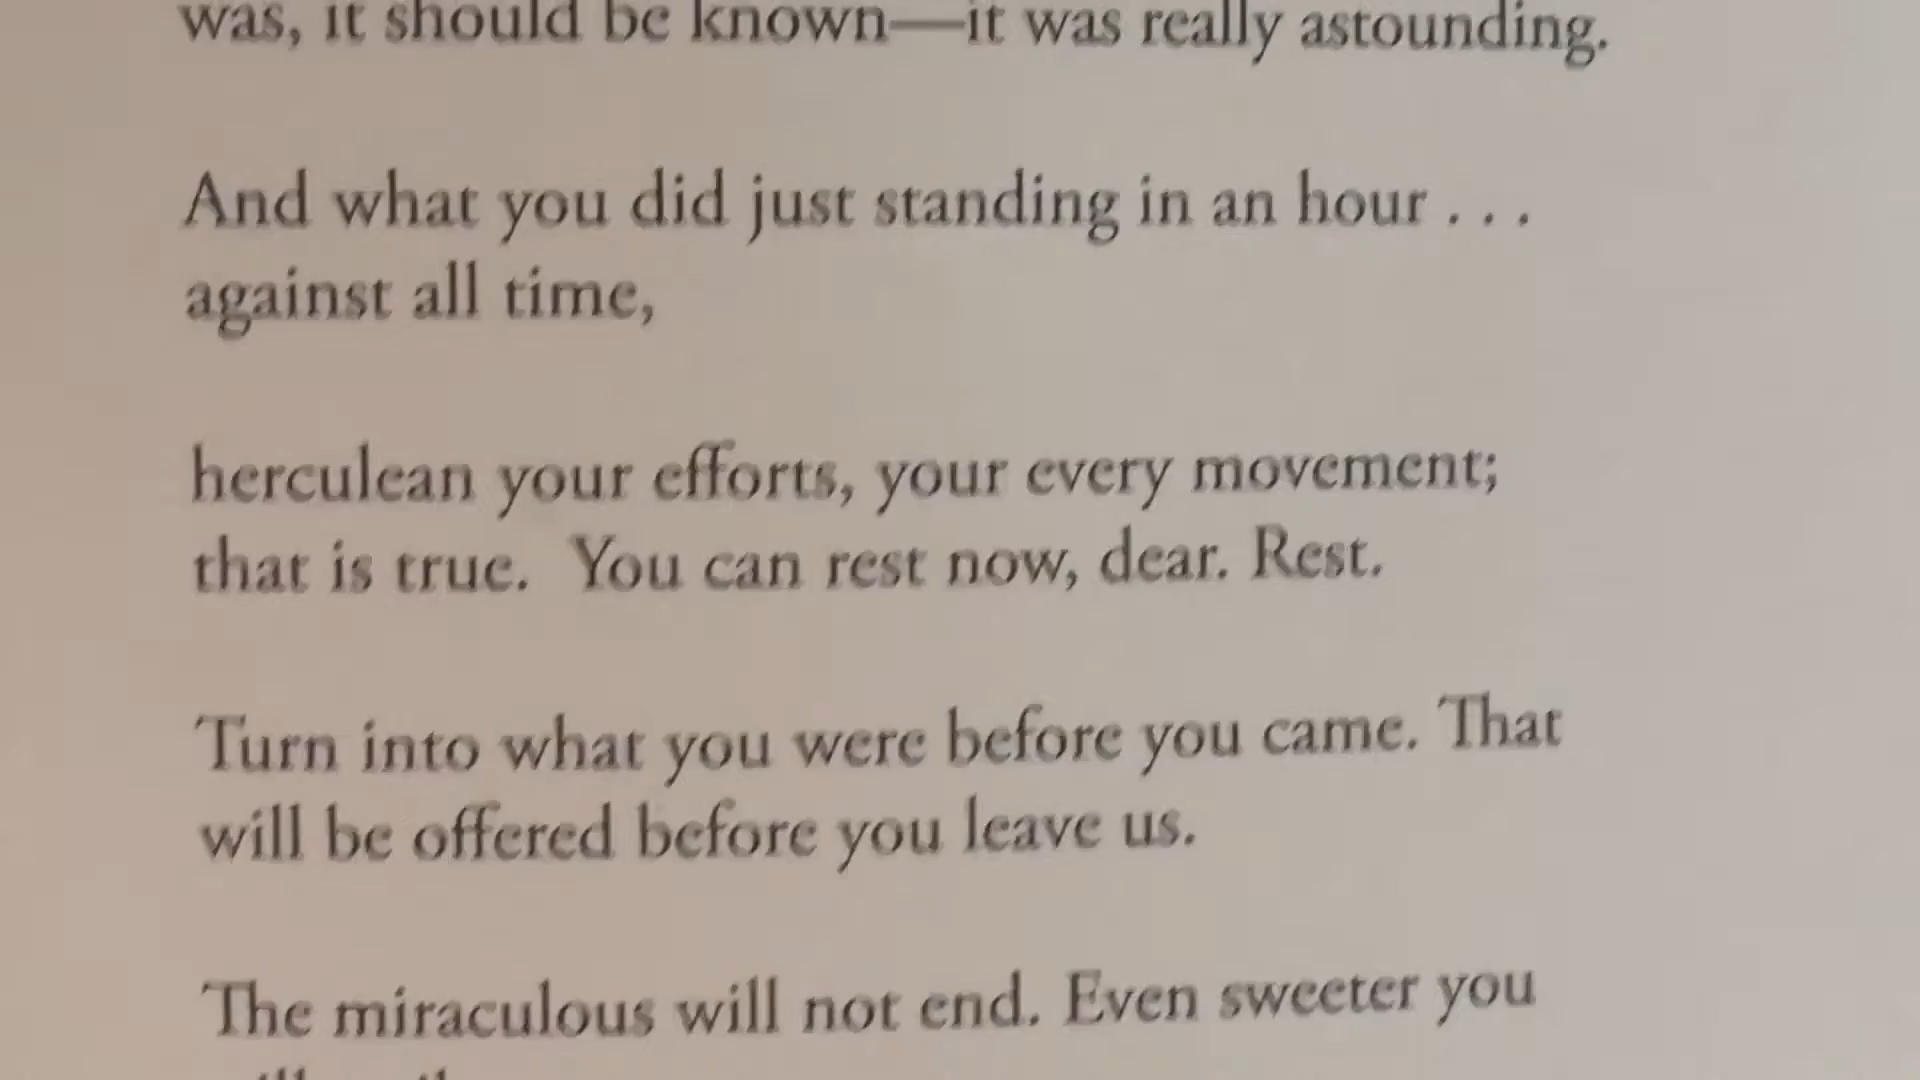 was, it should be known—it was really astounding.
And what you did just standing in an hour . . .
against all time,
herculean your efforts, your every movement;
that is true.  You can rest now, dear. Rest.
Turn into what you were before you came. That
will be offered before you leave us.
The miraculous will not end. Even sweeter you